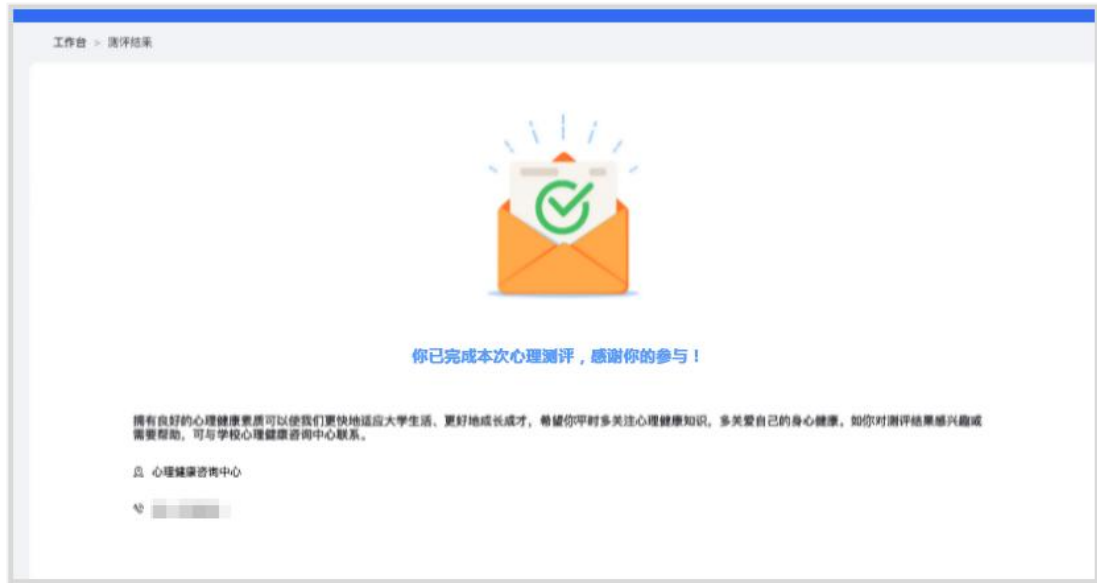 工作台 > 测评结果
你已完成本次心理测评，感谢你的参与！
拥有良好的心理健康素质可以使我们更快地适应大学生活、更好地成长成才，希望你平时多关注心理健康知识，多关爱自己的身心健康，如你对测评结果感兴趣或
需要帮助，可与学校心理健康咨询中心联系。
心理健康咨询中心